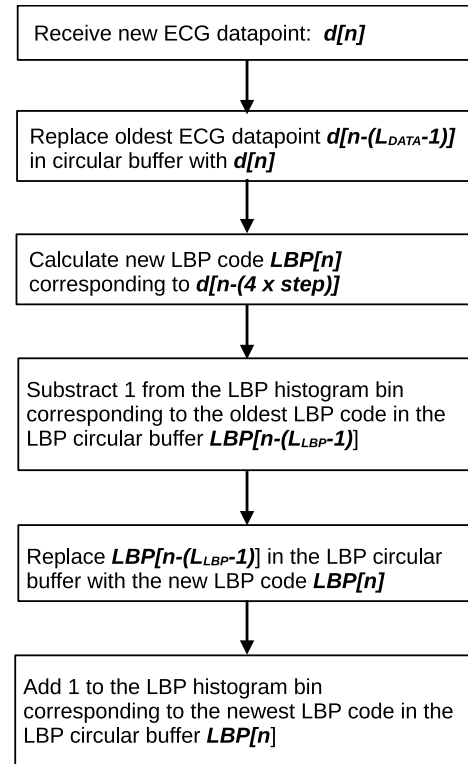 Receive new ECG datapoint: d[n]
Replace oldest ECG datapoint d[n-(LDATA-1)]
in circular buffer with d[n]
Calculate new LBP code LBP[n]
corresponding to d[n-(4 x step)]
Substract 1 from the LBP histogram bin
corresponding to the oldest LBP code in the
LBP circular buffer LBP[n-(LLBP-1)]
Replace LBP[n-(LLBP-1)] in the LBP circular
buffer with the new LBP code LBP[n]
Add 1 to the LBP histogram bin
corresponding to the newest LBP code in the
LBP circular buffer LBP[n]